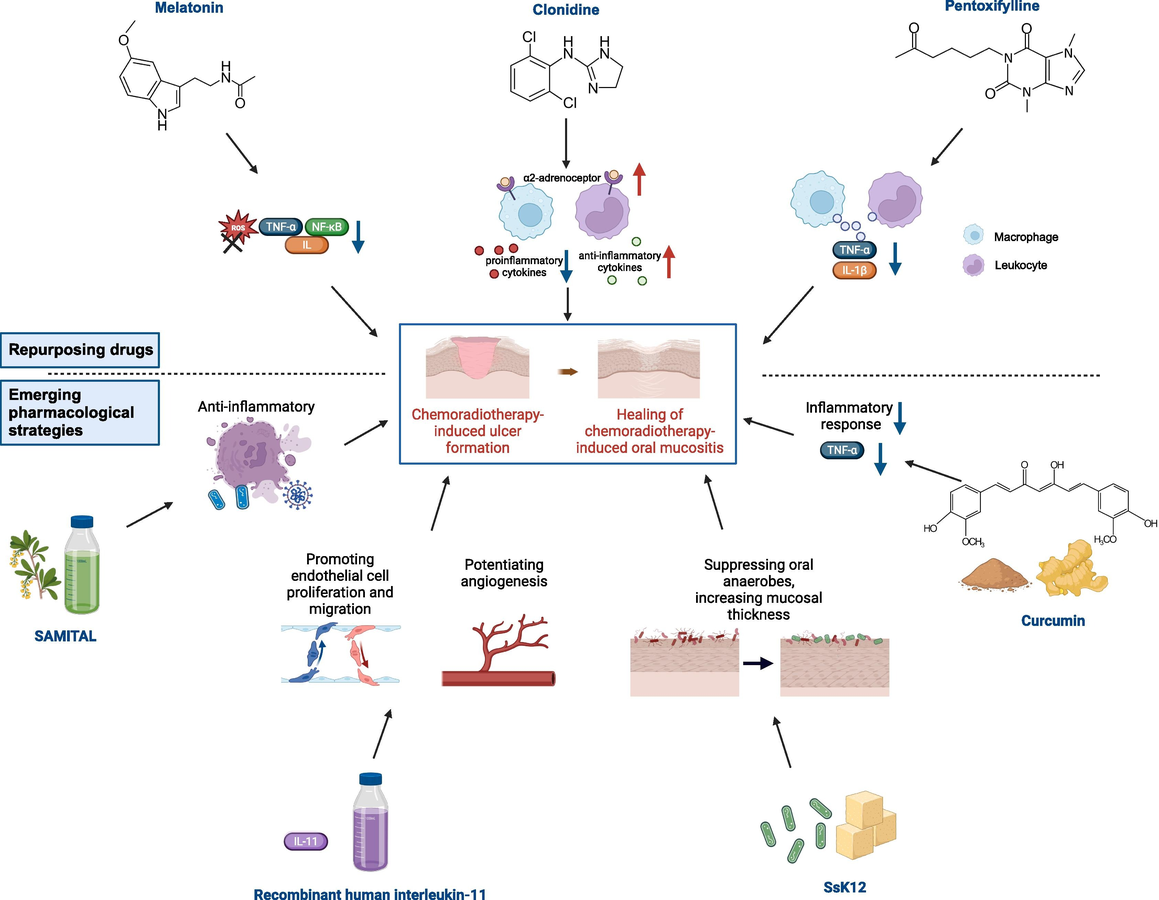 Melatonin
Clonidine
Pentoxifylline
O
H
N
O
N
H
Cl
H
N
H
N
N
Cl
O
O
N
N
O
N
N
α2-adrenoceptor
ROS
TNF-α
NF-κB
IL
proinflammatory
cytokines
anti-inflammatory
cytokines
TNF-α
IL-1β
Macrophage
Leukocyte
Repurposing drugs
Emerging
pharmacological
strategies
Chemoradiotherapy-
induced ulcer
formation
Healing of
chemoradiotherapy-
induced oral mucositis
Anti-inflammatory
Inflammatory
response
TNF-α
O
OH
HO
OCH3
H3CO
OH
Curcumin
SAMITAL
Promoting
endothelial cell
proliferation and
migration
Potentiating
angiogenesis
Suppressing oral
anaerobes,
increasing mucosal
thickness
IL-11
Recombinant human interleukin-11
SsK12